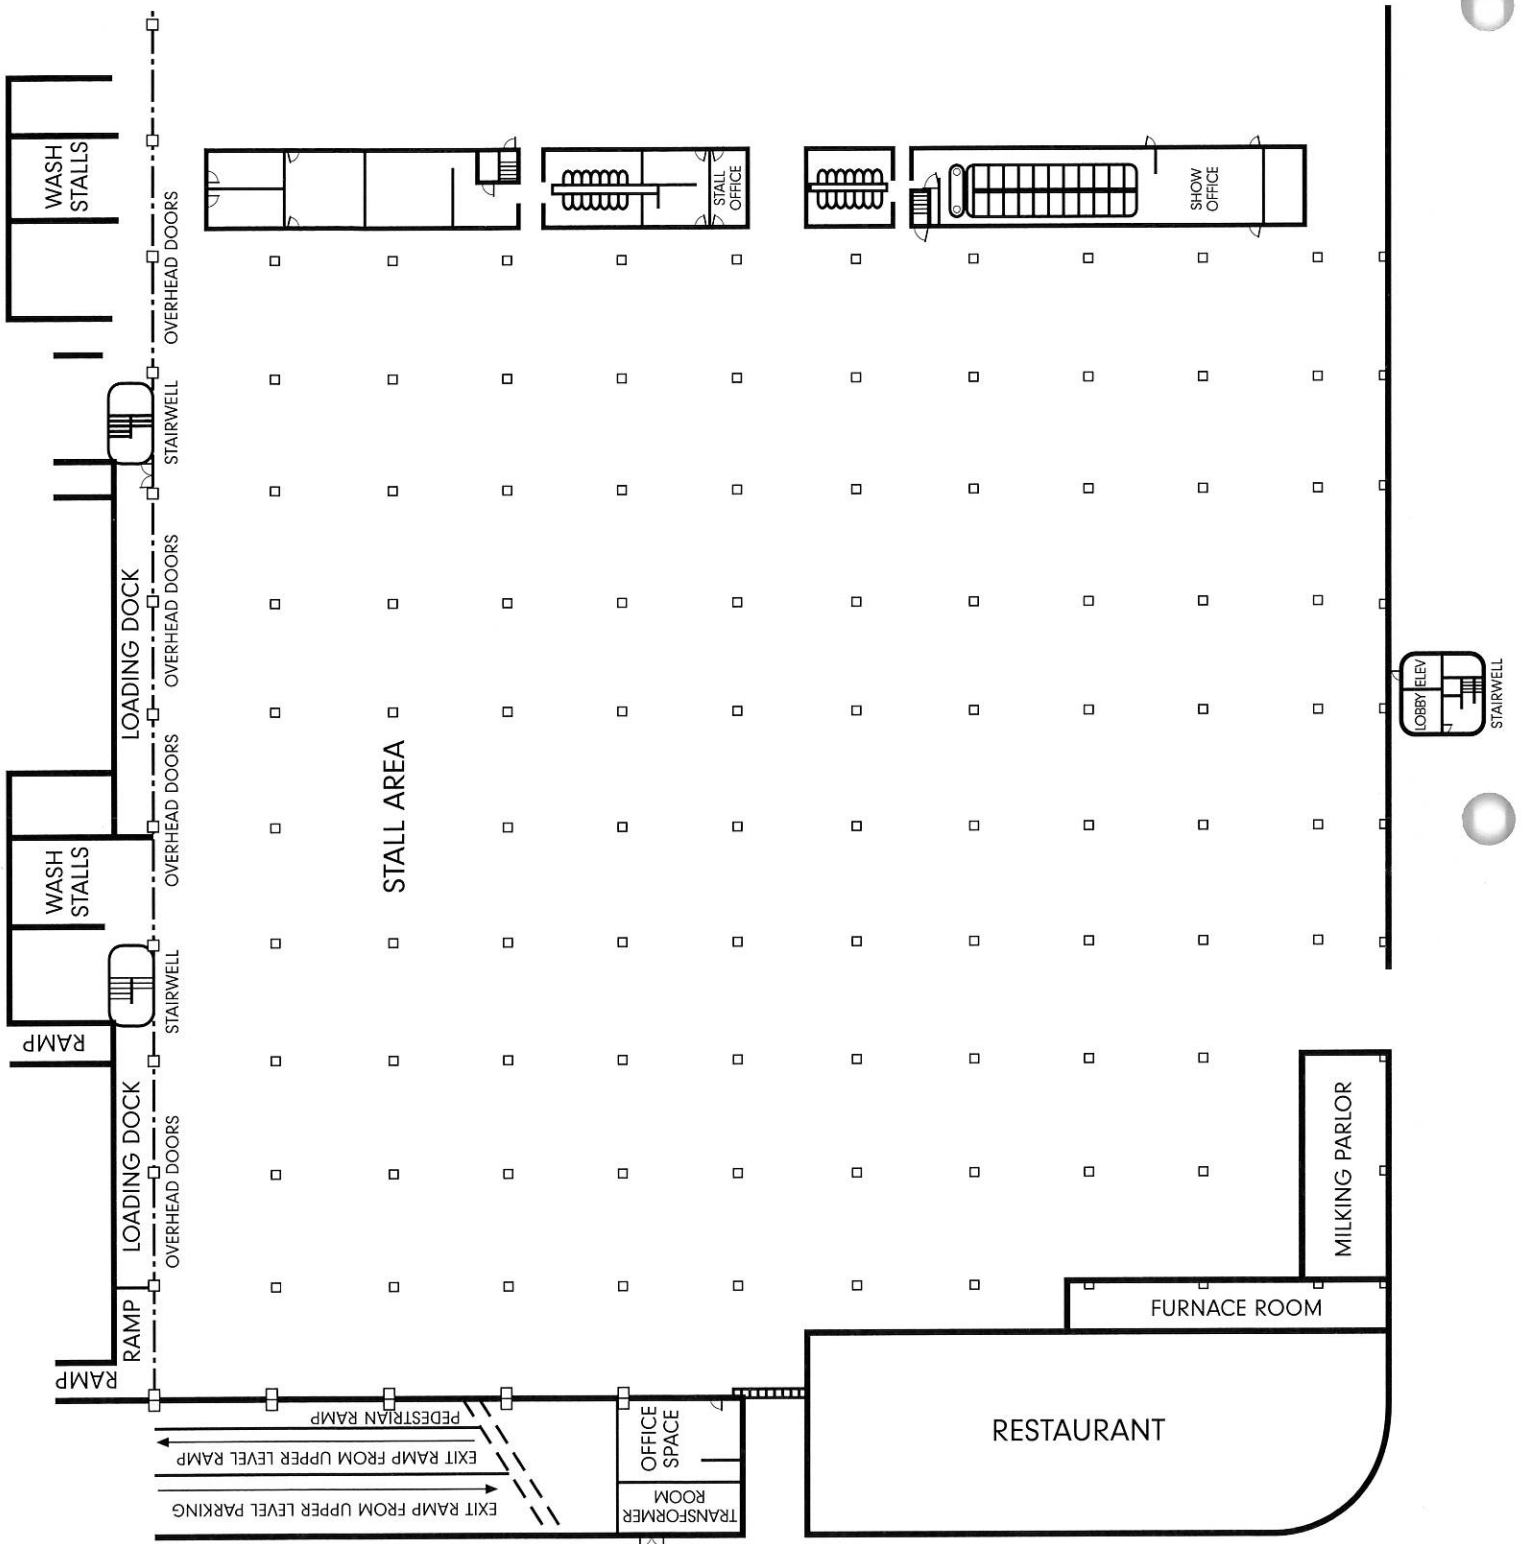 WASH
STALLS
OVERHEAD DOORS
STALL
OFFICE
SHOW
OFFICE
STAIRWELL
LOADING DOCK
OVERHEAD DOORS
LOBBY
ELEV
STAIRWELL
OVERHEAD DOORS
STALL AREA
WASH
STALLS
STAIRWELL
RAMP
LOADING DOCK
OVERHEAD DOORS
MILKING PARLOR
RAMP
FURNACE ROOM
RAMP
PEDESTRIAN RAMP
EXIT RAMP FROM UPPER LEVEL RAMP
EXIT RAMP FROM UPPER LEVEL PARKING
OFFICE
SPACE
TRANSFORMER
ROOM
RESTAURANT